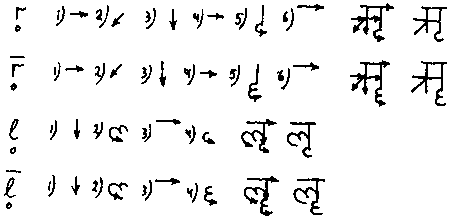 r̥ 1) → 2) ↙ 3) ↓ 4) → 5) 6) → ऋ ऋ
r̥̄ 1) → 2) ↙ 3) ↓ 4) → 5) 6) → ॠ ॠ
l̥ 1) ↓ 2) 3) → 4) ऌ ऌ
l̥̄ 1) ↓ 2) 3) → 4) ॡ ॡ